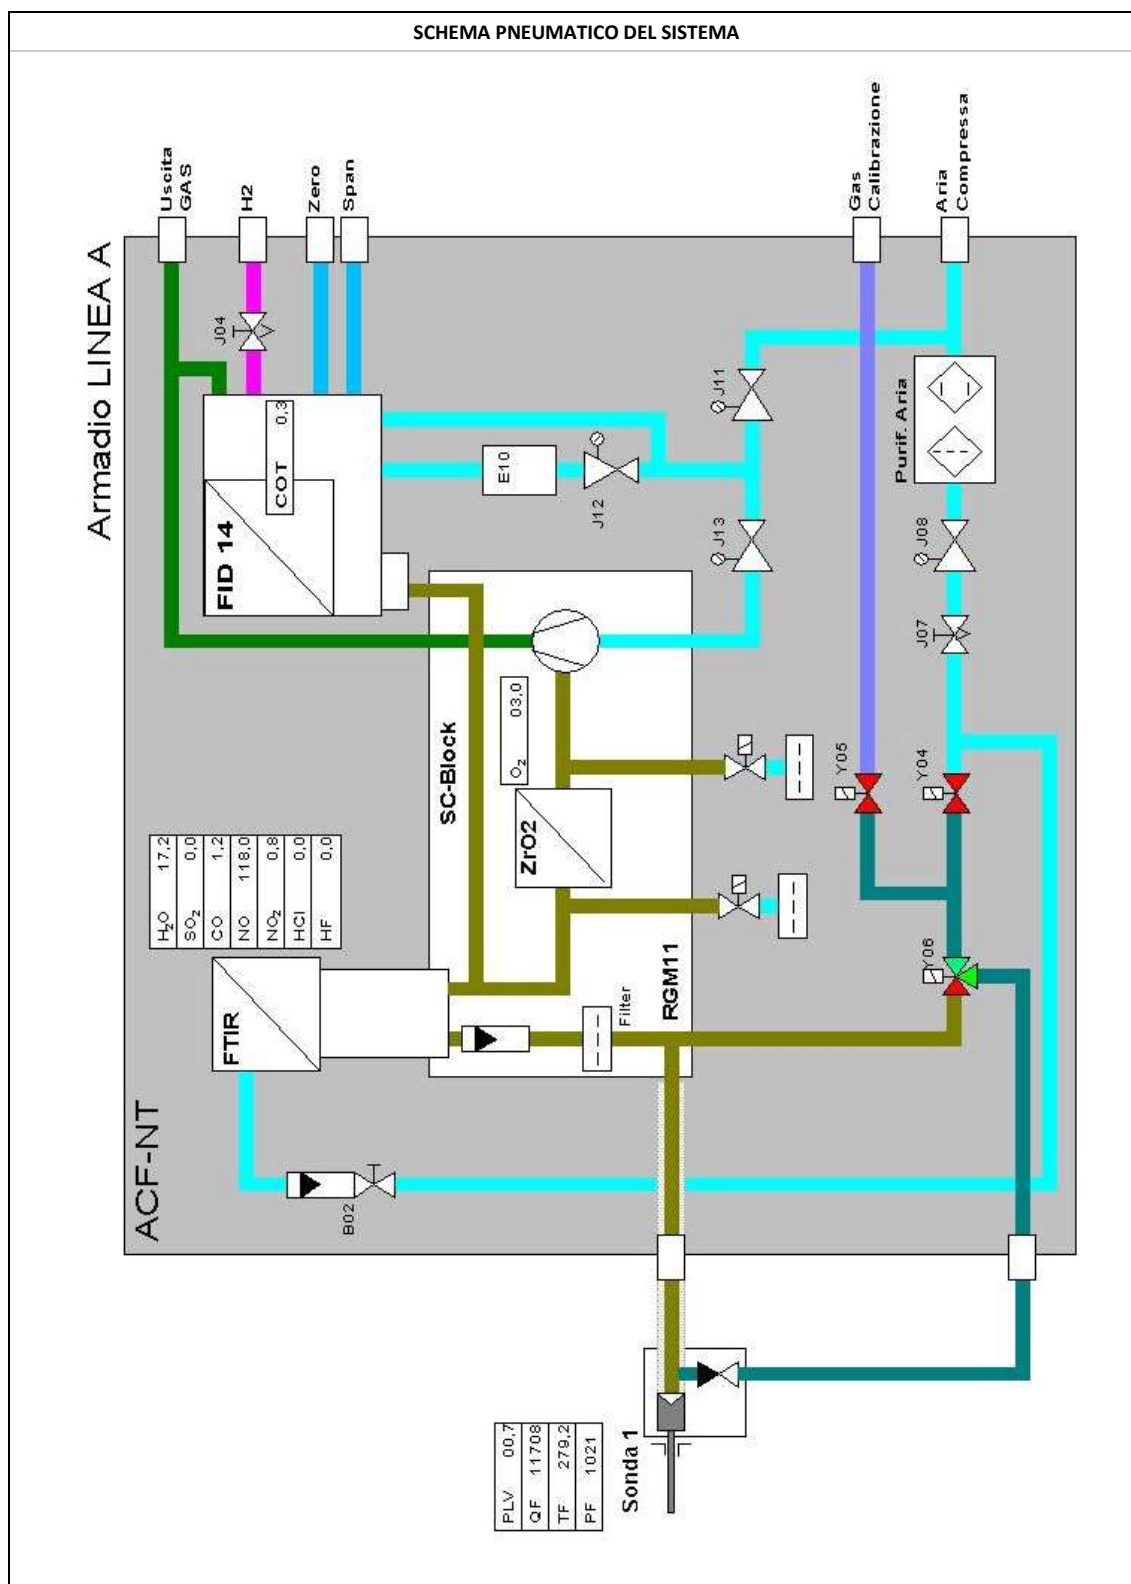 SCHEMA PNEUMATICO DEL SISTEMA
Armadio LINEA A
ACF-NT
Uscita
GAS
H2
Zero
Span
Gas
Calibrazione
Aria
Compressa
J04
FID 14
COT 0,3
E10
J12
J11
J13
Purif. Aria
J08
J07
SC-Block
O2 03,0
ZrO2
RGM11
Y05
Y04
Y06
H2O 17,2
SO2 0,0
CO 1,2
NO 118,0
NO2 0,8
HCl 0,0
HF 0,0
FTIR
Filter
B02
PLV 00,7
QF 11708
TF 279,2
PF 1021
Sonda 1